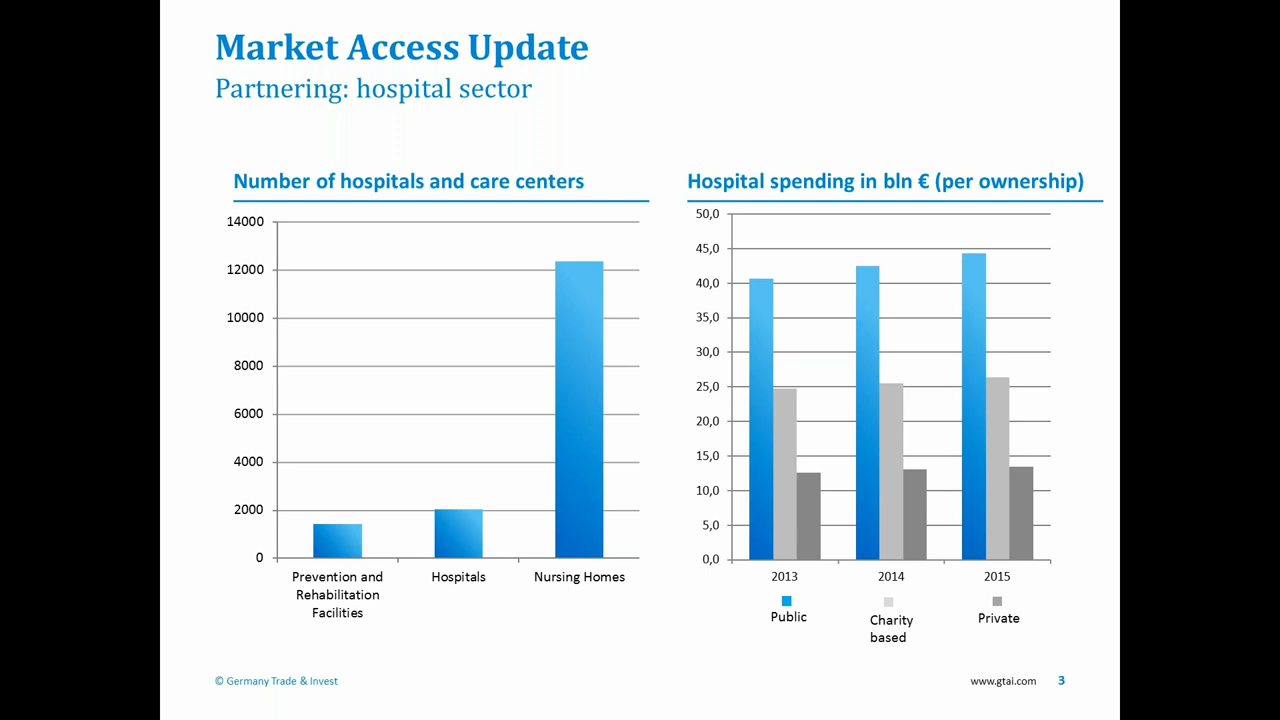 Market Access Update
Partnering: hospital sector
Number of hospitals and care centers
14000
12000
10000
8000
6000
4000
2000
0
Prevention and
Rehabilitation
Facilities
Hospitals
Nursing Homes
Hospital spending in bln € (per ownership)
50,0
45,0
40,0
35,0
30,0
25,0
20,0
15,0
10,0
5,0
0,0
2013
2014
2015
Public
Charity
based
Private
© Germany Trade & Invest
www.gtai.com
3